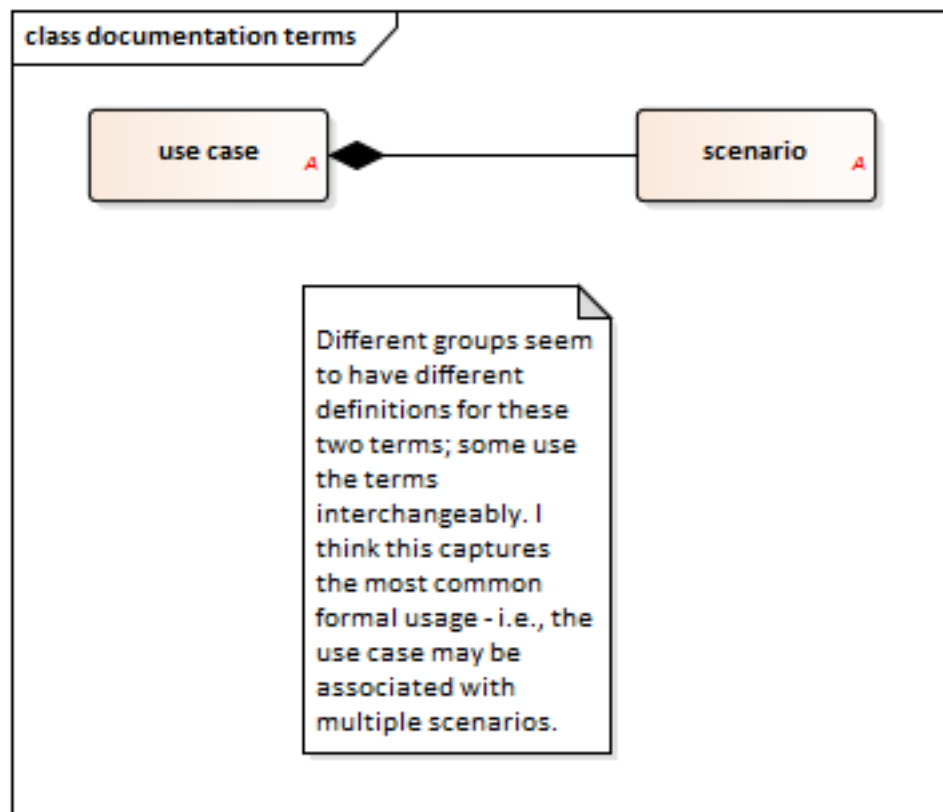 class documentation terms
use case
A
scenario
A
Different groups seem
to have different
definitions for these
two terms; some use
the terms
interchangeably. I
think this captures
the most common
formal usage - i.e., the
use case may be
associated with
multiple scenarios.